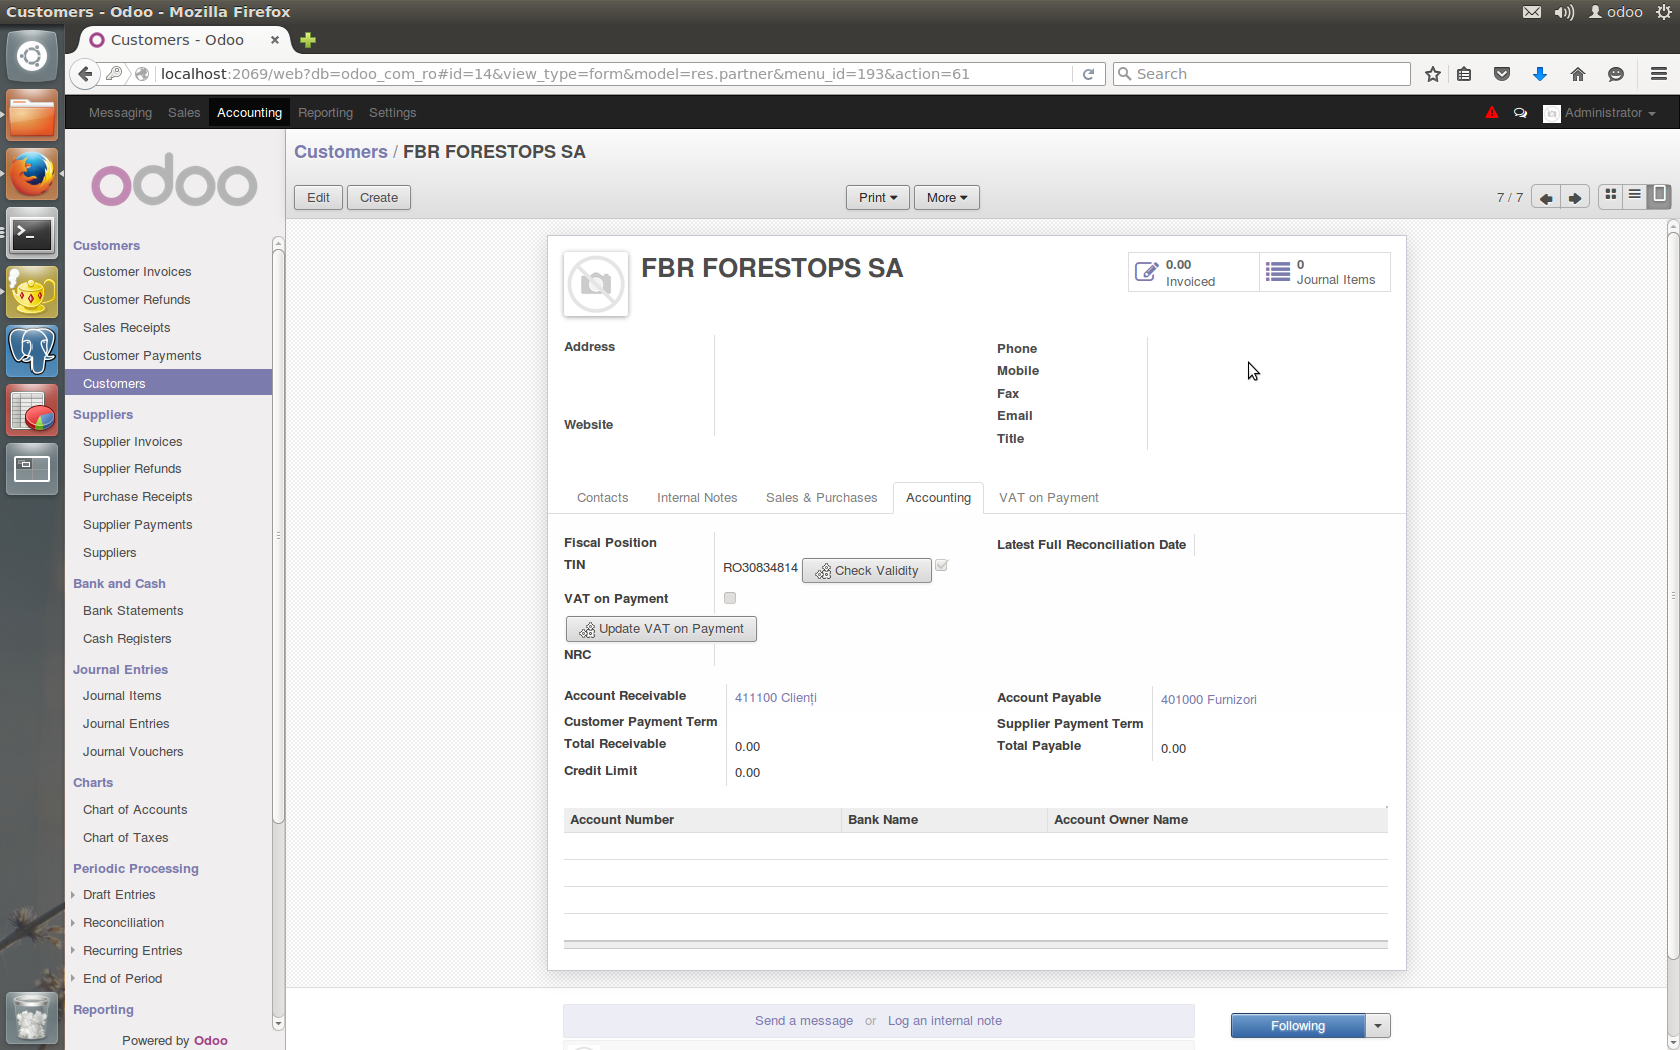 Customers - Odoo - Mozilla Firefox
odoo
Customers - Odoo
localhost:2069/web?db=odoo_com_ro#id=14&view_type=form&model=res.partner&menu_id=193&action=61
Search
Messaging Sales Accounting Reporting Settings
Administrator
odoo
Customers / FBR FORESTOPS SA
Edit Create Print More 7 / 7
Customers
Customer Invoices
Customer Refunds
Sales Receipts
Customer Payments
Customers
Suppliers
Supplier Invoices
Supplier Refunds
Purchase Receipts
Supplier Payments
Suppliers
Bank and Cash
Bank Statements
Cash Registers
Journal Entries
Journal Items
Journal Entries
Journal Vouchers
Charts
Chart of Accounts
Chart of Taxes
Periodic Processing
Draft Entries
Reconciliation
Recurring Entries
End of Period
Reporting
Powered by Odoo
FBR FORESTOPS SA
0.00
Invoiced
0
Journal Items
Address
Website
Phone
Mobile
Fax
Email
Title
Contacts Internal Notes Sales & Purchases Accounting VAT on Payment
Fiscal Position
TIN RO30834814 Check Validity
VAT on Payment
Update VAT on Payment
NRC
Latest Full Reconciliation Date
Account Receivable 411100 Clienți
Customer Payment Term
Total Receivable 0.00
Credit Limit 0.00
Account Payable 401000 Furnizori
Supplier Payment Term
Total Payable 0.00
Account Number Bank Name Account Owner Name
Send a message or Log an internal note
Following